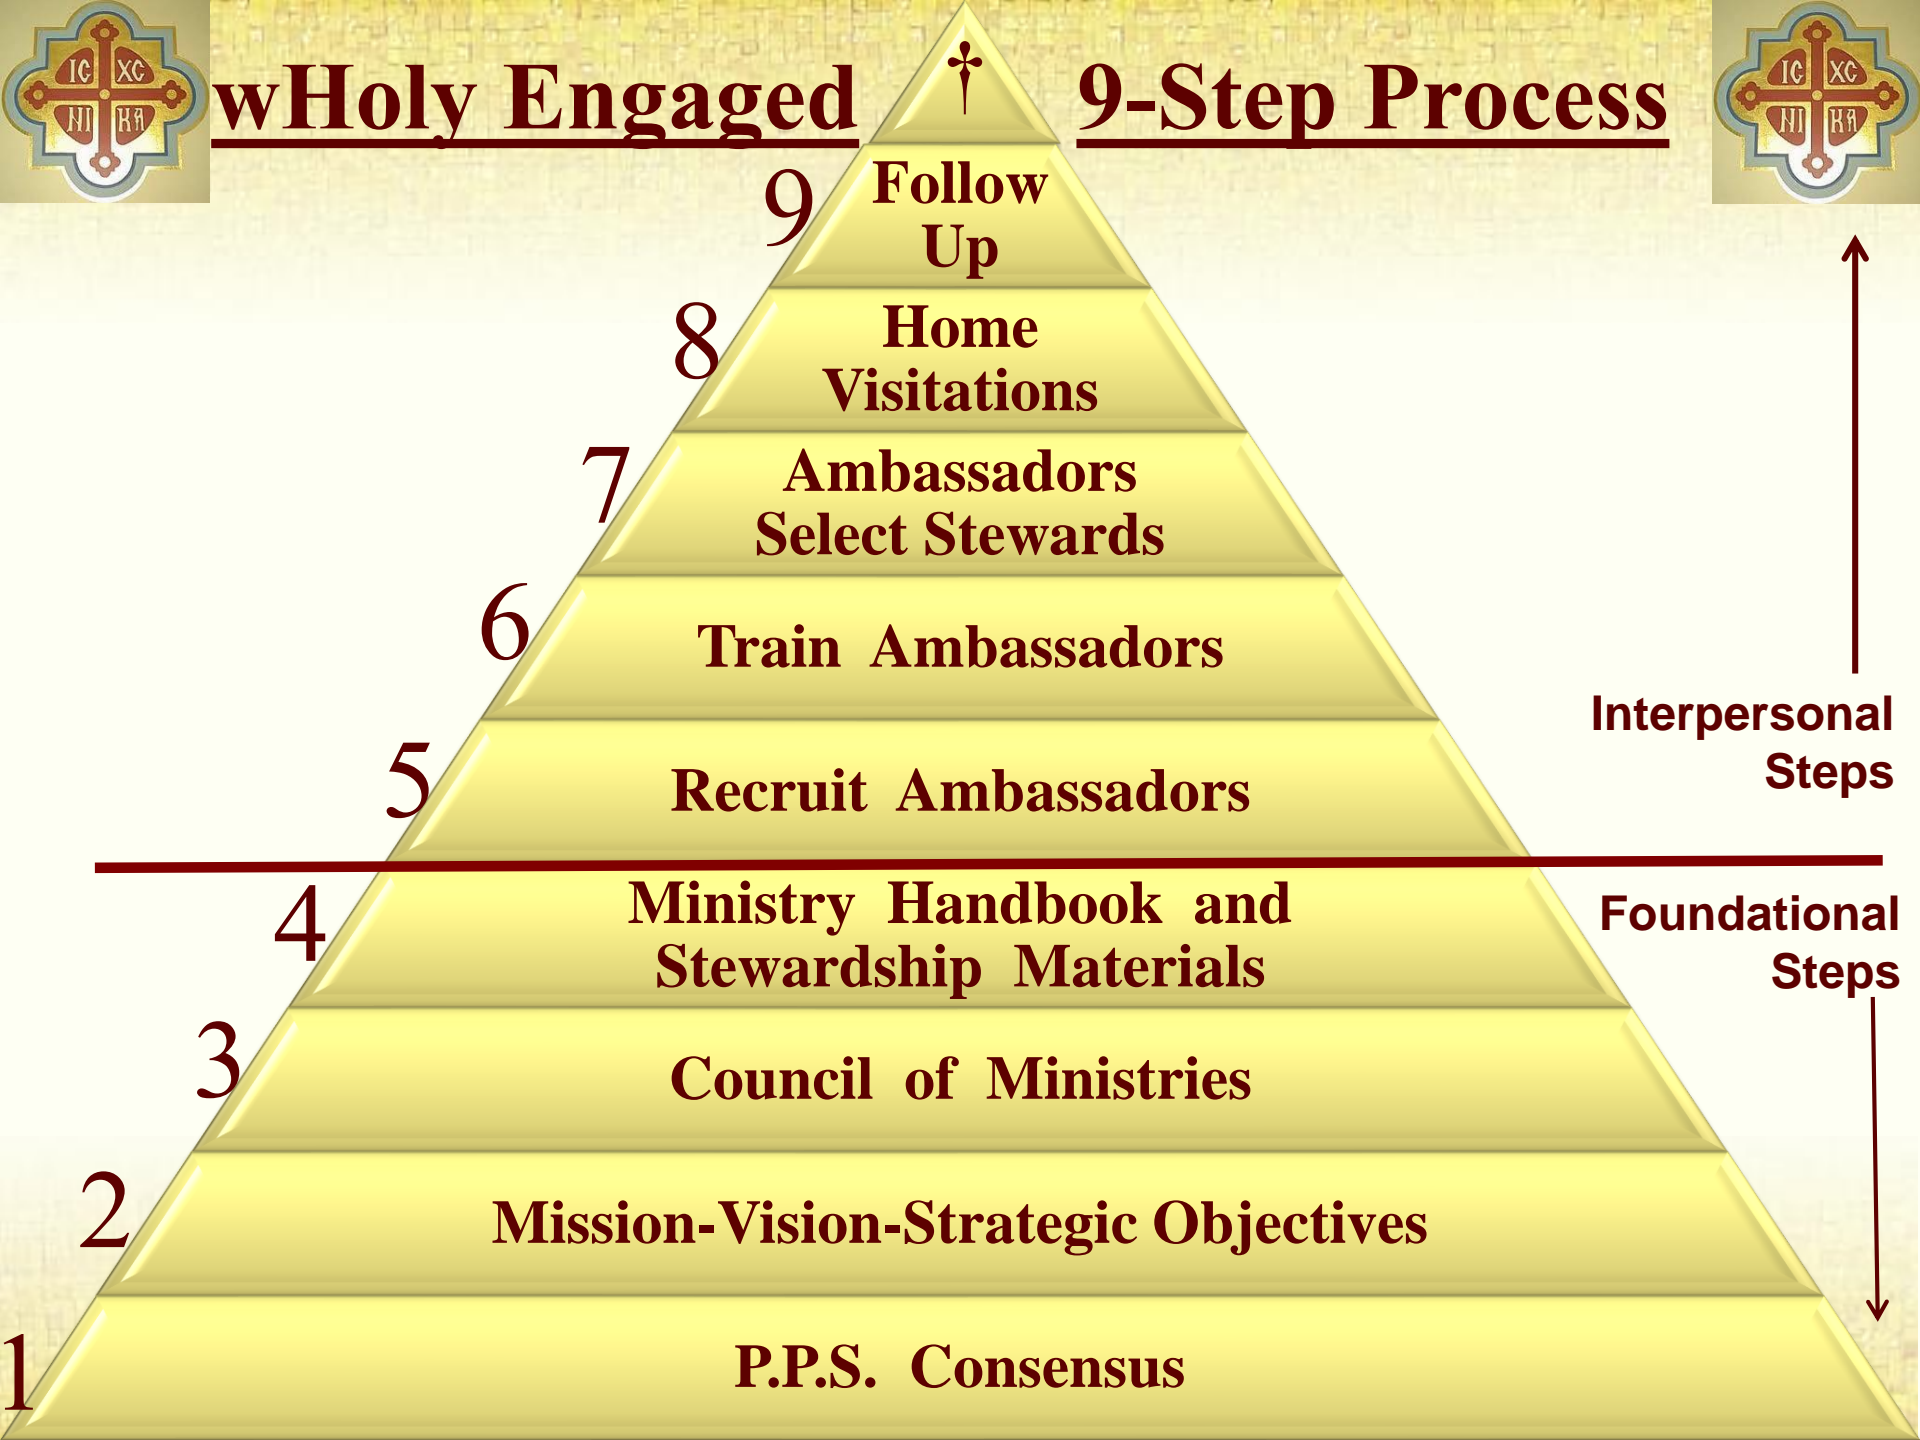 IC XC
NI KA
wHoly Engaged † 9-Step Process
IC XC
NI KA
9 Follow
Up
8 Home
Visitations
7 Ambassadors
Select Stewards
6 Train Ambassadors
5 Recruit Ambassadors
Interpersonal
Steps
4 Ministry Handbook and
Stewardship Materials
Foundational
Steps
3 Council of Ministries
2 Mission-Vision-Strategic Objectives
1 P.P.S. Consensus